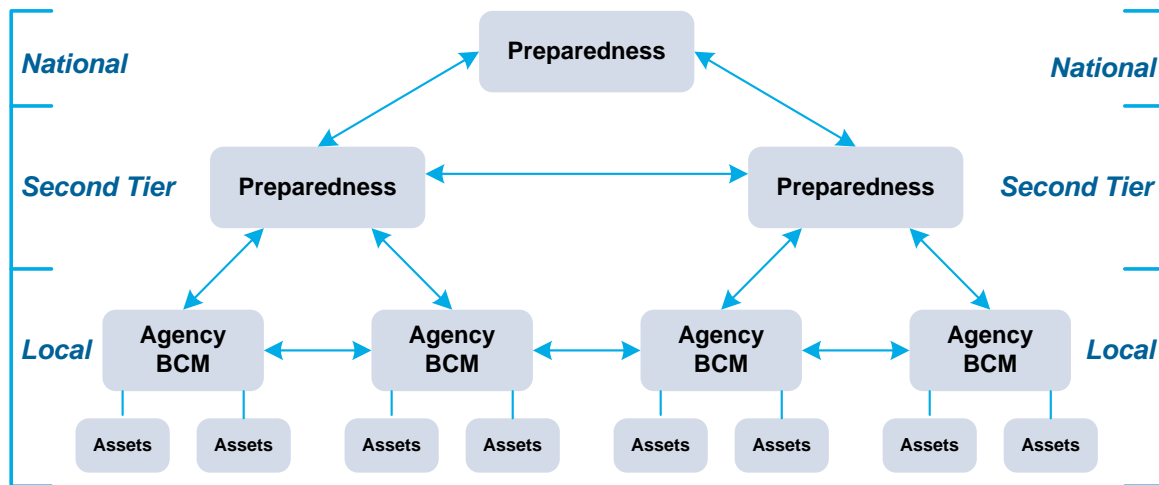 Preparedness
National
National
Preparedness
Preparedness
Second Tier
Second Tier
Agency
BCM
Agency
BCM
Agency
BCM
Agency
BCM
Local
Local
Assets
Assets
Assets
Assets
Assets
Assets
Assets
Assets